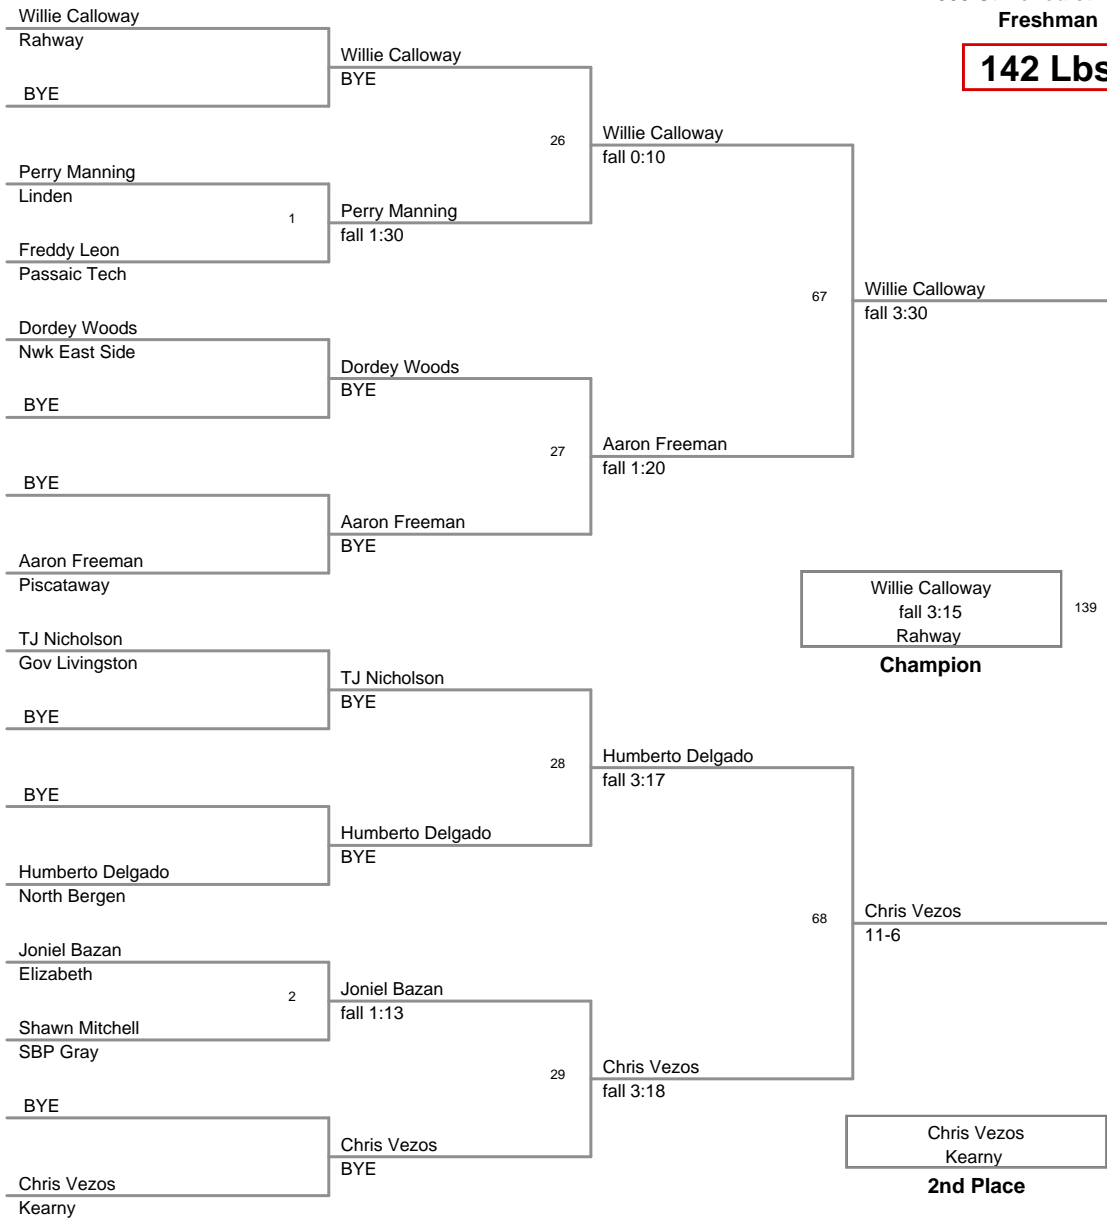 Freshman
142 Lbs
Willie Calloway
Rahway
BYE
Perry Manning
Linden
1
Freddy Leon
Passaic Tech
Dordey Woods
Nwk East Side
BYE
BYE
Aaron Freeman
Piscataway
TJ Nicholson
Gov Livingston
BYE
BYE
Humberto Delgado
North Bergen
Joniel Bazan
Elizabeth
2
Shawn Mitchell
SBP Gray
BYE
Chris Vezos
Kearny
Willie Calloway
BYE
26
Perry Manning
fall 1:30
Dordey Woods
BYE
27
Aaron Freeman
BYE
TJ Nicholson
BYE
28
Humberto Delgado
BYE
Joniel Bazan
fall 1:13
29
Chris Vezos
BYE
Willie Calloway
fall 0:10
67
Aaron Freeman
fall 1:20
Humberto Delgado
fall 3:17
68
Chris Vezos
fall 3:18
Willie Calloway
fall 3:30
Willie Calloway
fall 3:15
Rahway
139
Champion
Chris Vezos
11-6
Chris Vezos
Kearny
2nd Place